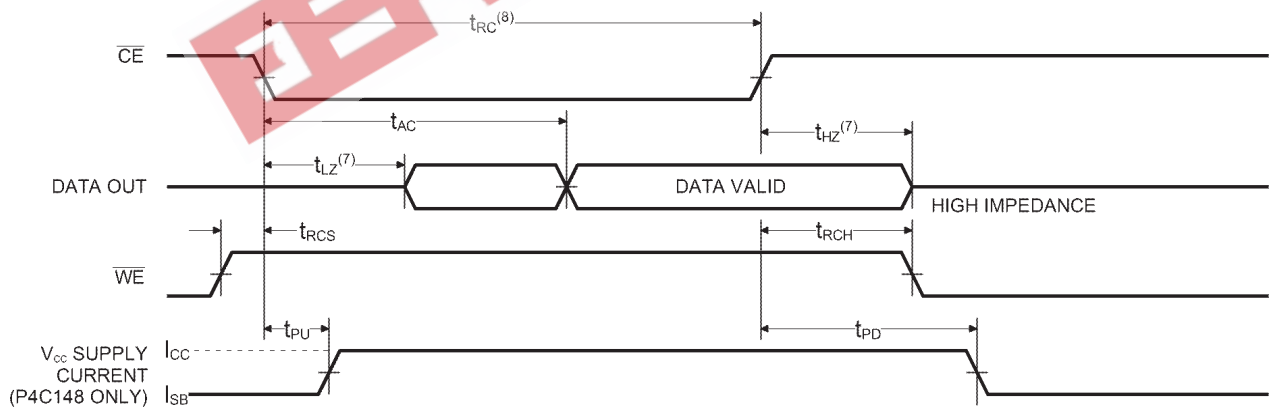 tRC(8)
CE
tAC
tHZ(7)
tLZ(7)
DATA OUT
DATA VALID
HIGH IMPEDANCE
tRCS
tRCH
WE
tPU
tPD
VCC SUPPLY ICC
CURRENT
(P4C148 ONLY) ISB